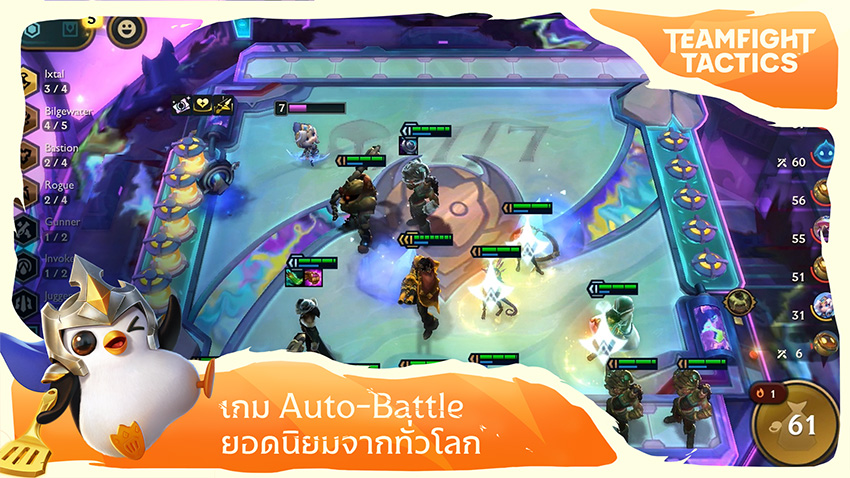 5
TEAMFIGHT
TACTICS
Ixtal
3 / 4
Bilgewater
4 / 5
Bastion
2 / 4
Rogue
2 / 4
Gunner
1 / 2
1 / 2
7
60
56
55
51
31
6
1
61
เกม Auto-Battle
ยอดนิยมจากทั่วโลก